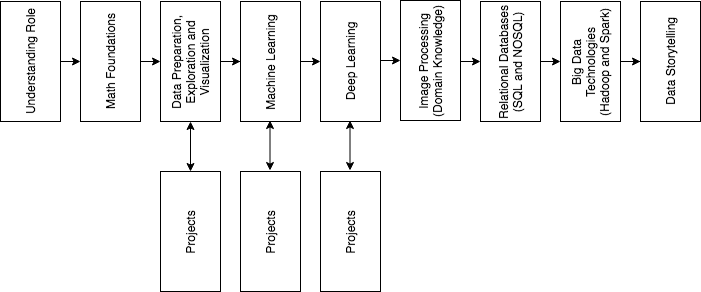 Understanding Role
Math Foundations
Data Preparation,
Exploration and
Visualization
Machine Learning
Deep Learning
Image Processing
(Domain Knowledge)
Relational Databases
(SQL and NOSQL)
Big Data
Technologies
(Hadoop and Spark)
Data Storytelling
Projects
Projects
Projects